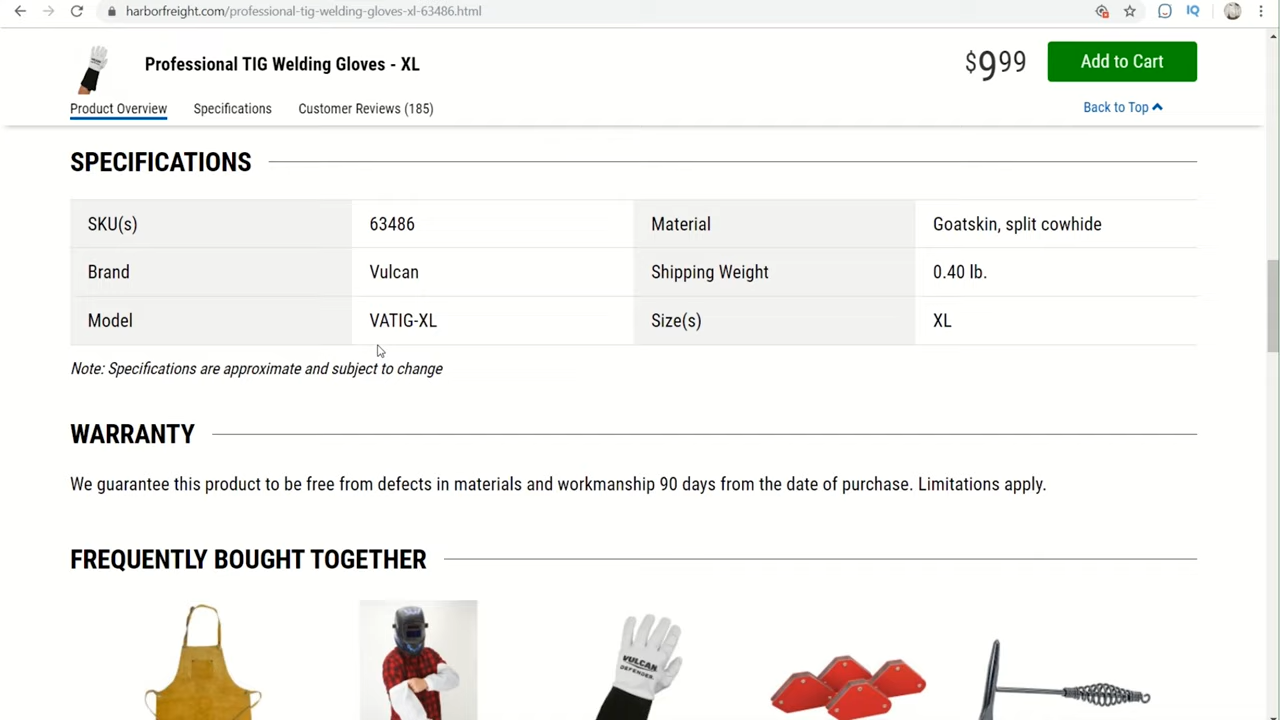 harborfreight.com/professional-tig-welding-gloves-xl-63486.html
IQ
Professional TIG Welding Gloves - XL
$9.99
Add to Cart
Product Overview
Specifications
Customer Reviews (185)
Back to Top
SPECIFICATIONS
SKU(s) 63486 Material Goatskin, split cowhide
Brand Vulcan Shipping Weight 0.40 lb.
Model VATIG-XL Size(s) XL
Note: Specifications are approximate and subject to change
WARRANTY
We guarantee this product to be free from defects in materials and workmanship 90 days from the date of purchase. Limitations apply.
FREQUENTLY BOUGHT TOGETHER
VULCAN
DEFENDER